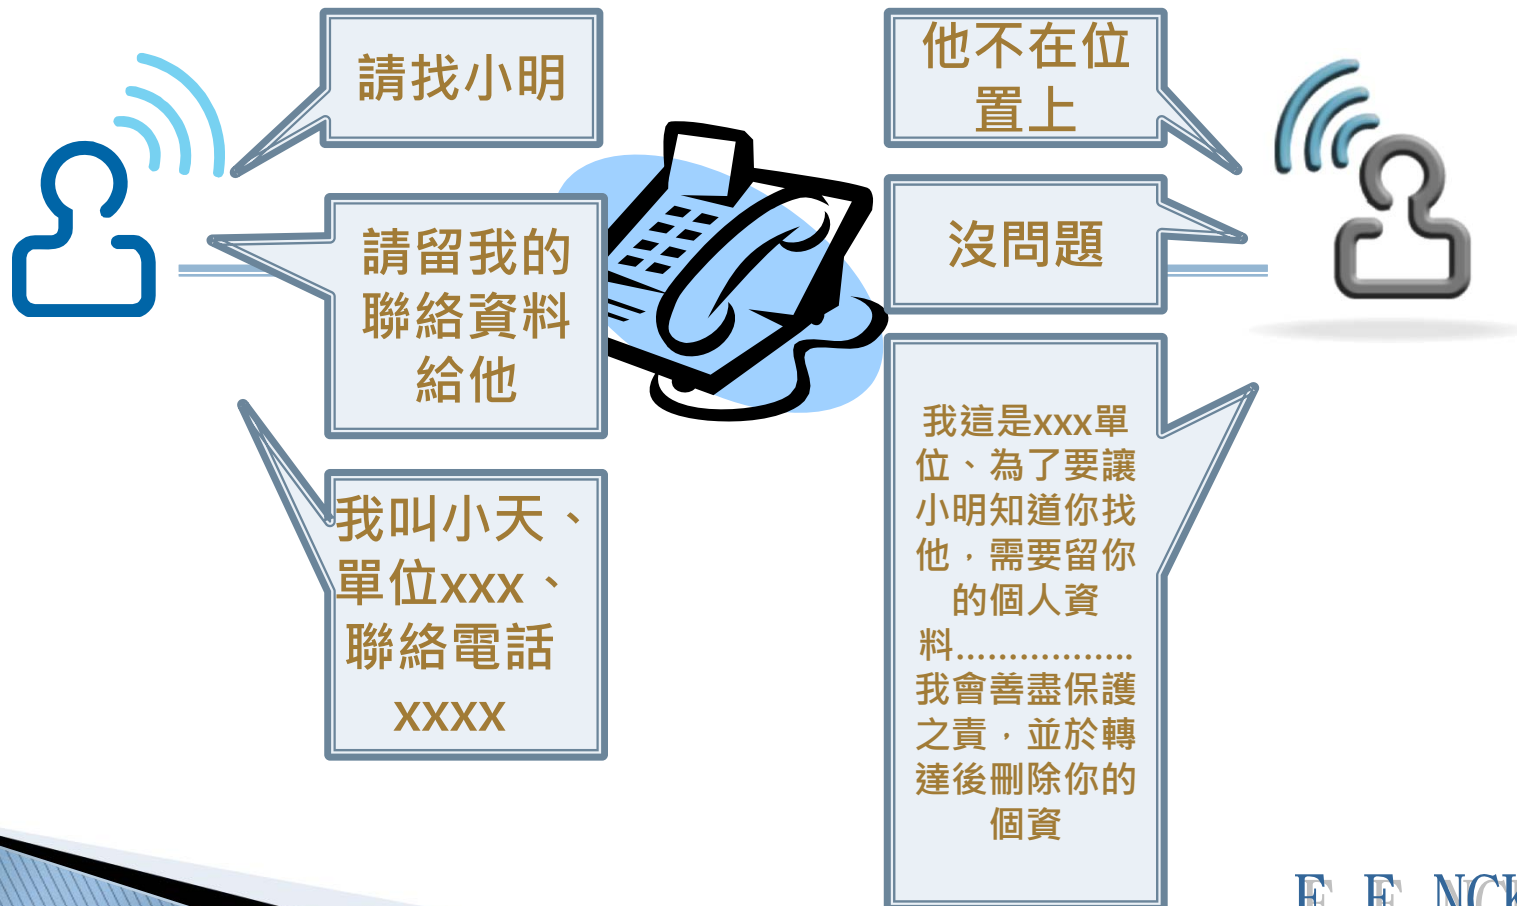 請找小明
他不在位
置上
請留我的
聯絡資料
給他
沒問題
我叫小天、
單位xxx、
聯絡電話
xxxx
我這是xxx單
位、為了要讓
小明知道你找
他，需要留你
的個人資
料.................
我會善盡保護
之責，並於轉
達後刪除你的
個資
E E NCK